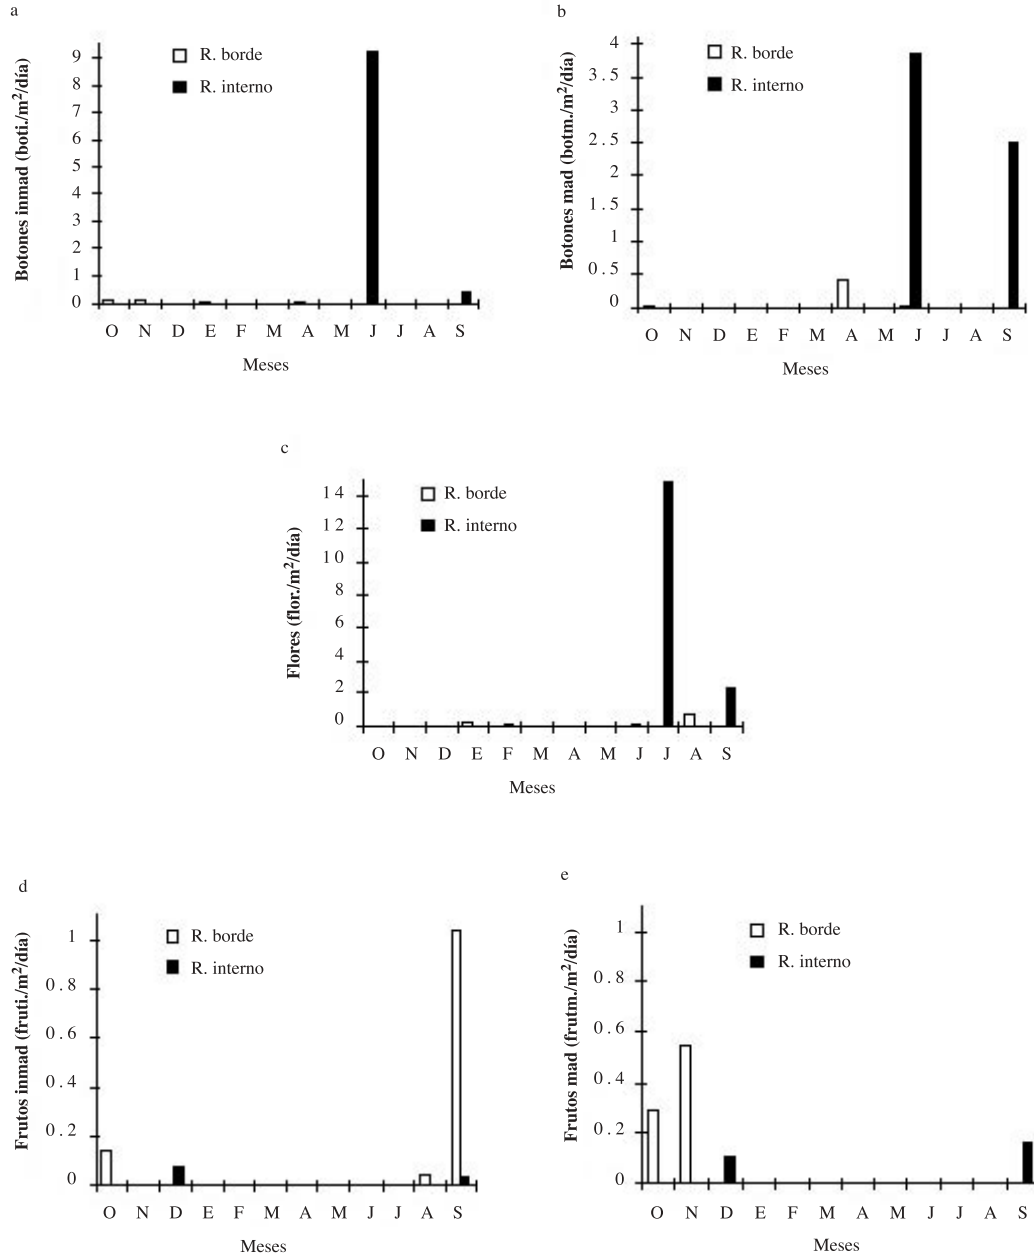 a
Botones inmad (boti./m²/día)
9
8
7
6
5
4
3
2
1
0
R. borde
R. interno
O N D E F M A M J J A S
Meses
b
Botones mad (botm./m²/día)
4
3.5
3
2.5
2
1.5
1
0.5
0
R. borde
R. interno
O N D E F M A M J J A S
Meses
c
Flores (flor./m²/día)
14
12
10
8
6
4
2
0
R. borde
R. interno
O N D E F M A M J J A S
Meses
d
Frutos inmad (fruti./m²/día)
1
0.8
0.6
0.4
0.2
0
R. borde
R. interno
O N D E F M A M J J A S
Meses
e
Frutos mad (frutm./m²/día)
1
0.8
0.6
0.4
0.2
0
R. borde
R. interno
O N D E F M A M J J A S
Meses